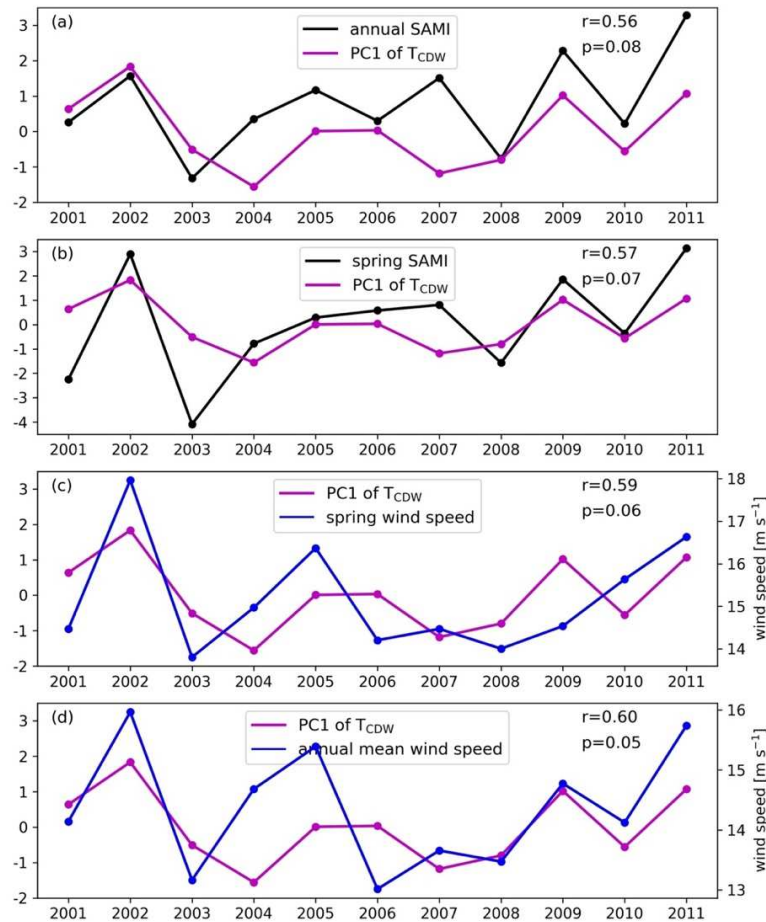 (a)
annual SAMI
PC1 of T_CDW
r=0.56
p=0.08
3
2
1
0
-1
-2
2001 2002 2003 2004 2005 2006 2007 2008 2009 2010 2011
(b)
spring SAMI
PC1 of T_CDW
r=0.57
p=0.07
3
2
1
0
-1
-2
-3
-4
2001 2002 2003 2004 2005 2006 2007 2008 2009 2010 2011
(c)
PC1 of T_CDW
spring wind speed
r=0.59
p=0.06
3
2
1
0
-1
-2
18
17
16
15
14
wind speed [m s⁻¹]
2001 2002 2003 2004 2005 2006 2007 2008 2009 2010 2011
(d)
PC1 of T_CDW
annual mean wind speed
r=0.60
p=0.05
3
2
1
0
-1
-2
16
15
14
13
wind speed [m s⁻¹]
2001 2002 2003 2004 2005 2006 2007 2008 2009 2010 2011